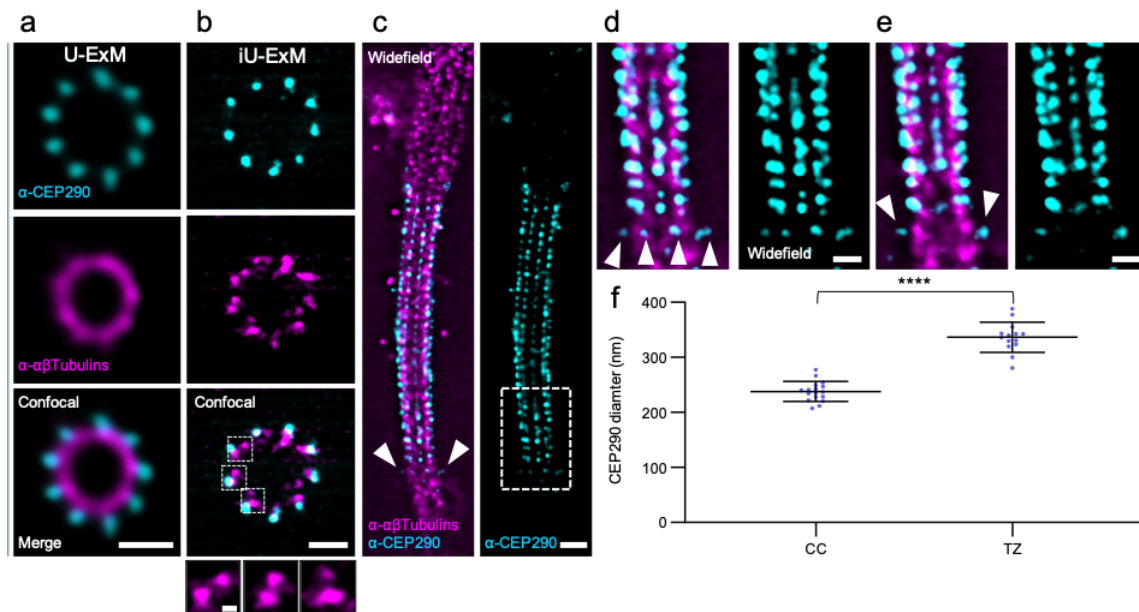 a
b
c
d
e
U-ExM
iU-ExM
Widefield
α-CEP290
α-αβTubulins
Confocal
Confocal
Merge
α-αβTubulins
α-CEP290
α-CEP290
Widefield
f
****
400
300
200
100
0
CEP290 diamter (nm)
CC
TZ